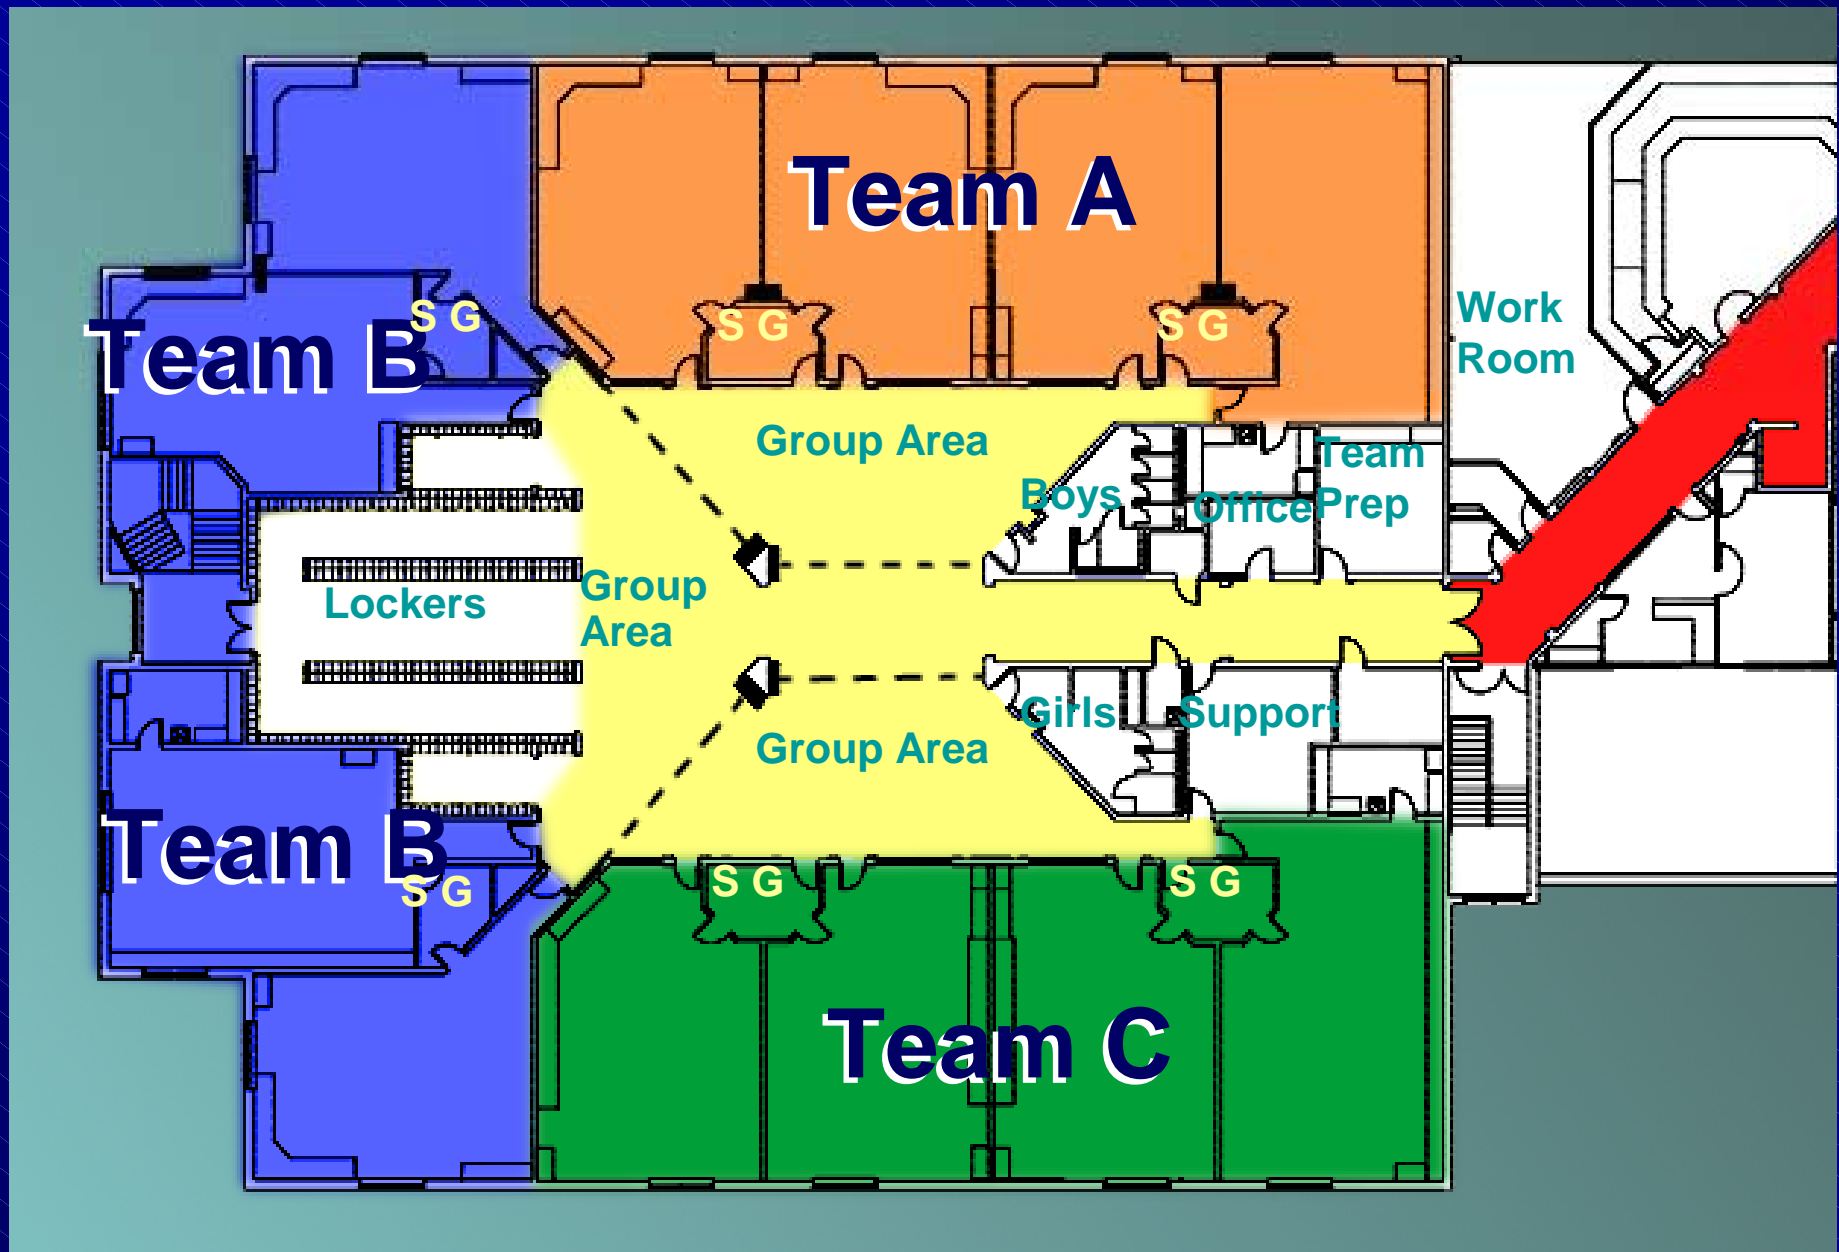 Team A
Work
Room
S G
S G
S G
Team B
Group Area
Team
Prep
Boys
Office
Group
Area
Lockers
Girls
Support
Group Area
Team B
S G
S G
S G
Team C